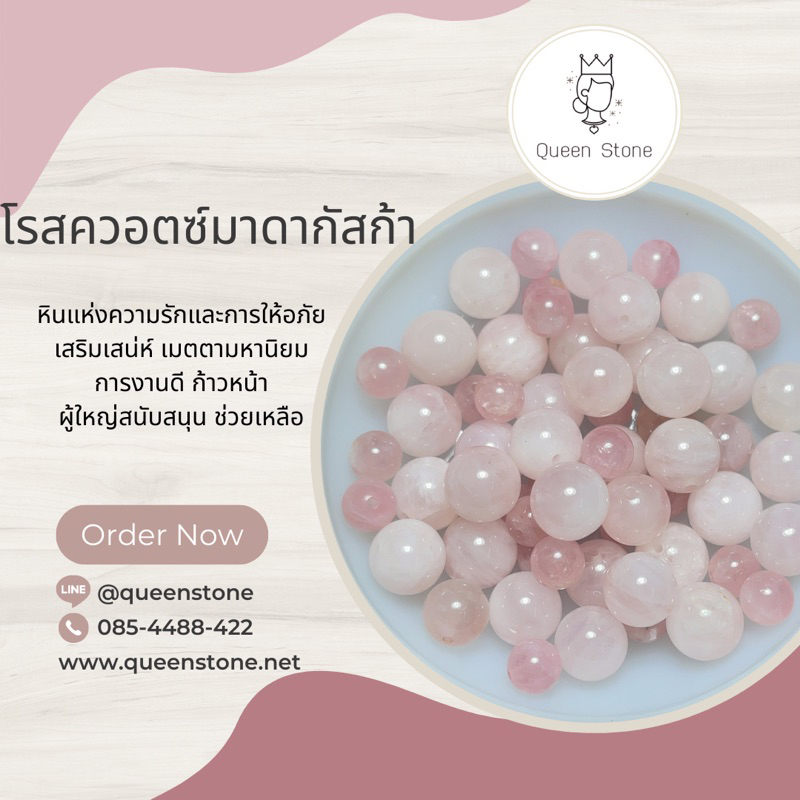 Queen Stone
โรสควอตซ์มาดากัสก้า
หินแห่งความรักและการให้อภัย
เสริมเสน่ห์ เมตตามหานิยม
การงานดี ก้าวหน้า
ผู้ใหญ่สนับสนุน ช่วยเหลือ
Order Now
LINE @queenstone
085-4488-422
www.queenstone.net